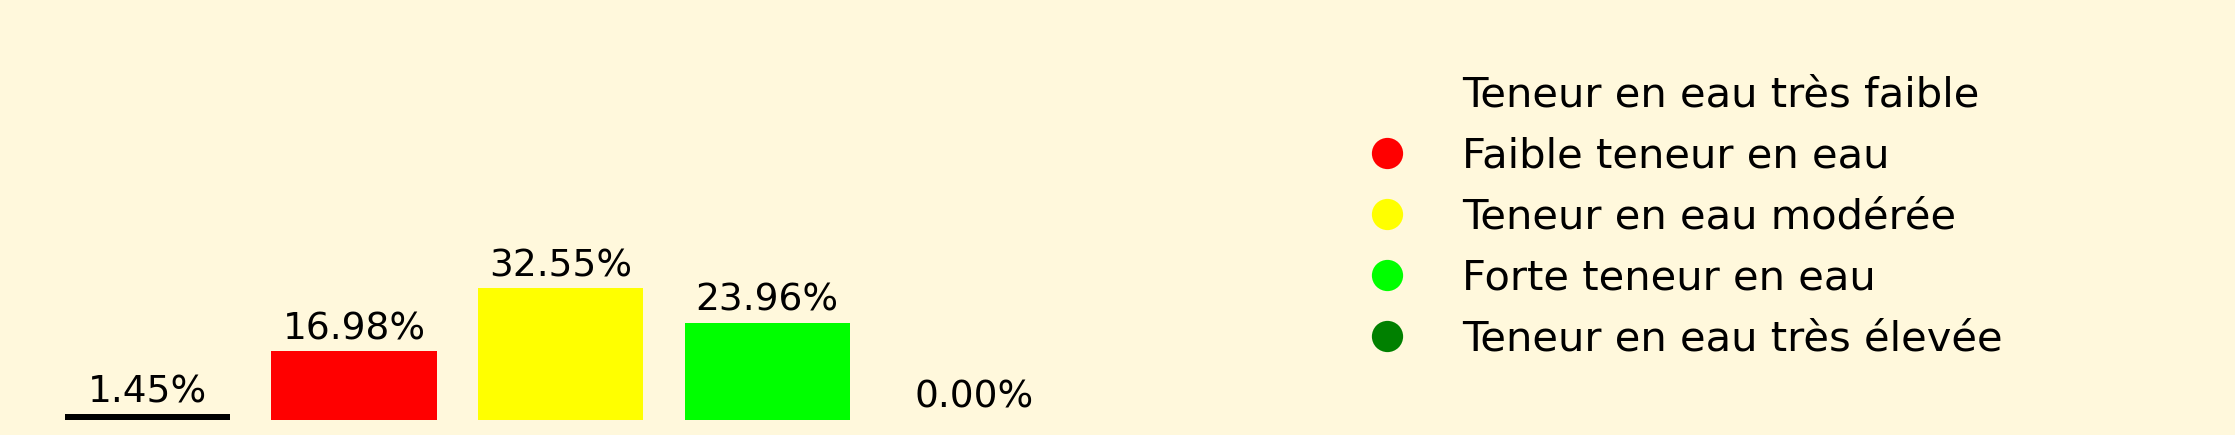 1.45%
16.98%
32.55%
23.96%
0.00%
Teneur en eau très faible
Faible teneur en eau
Teneur en eau modérée
Forte teneur en eau
Teneur en eau très élevée